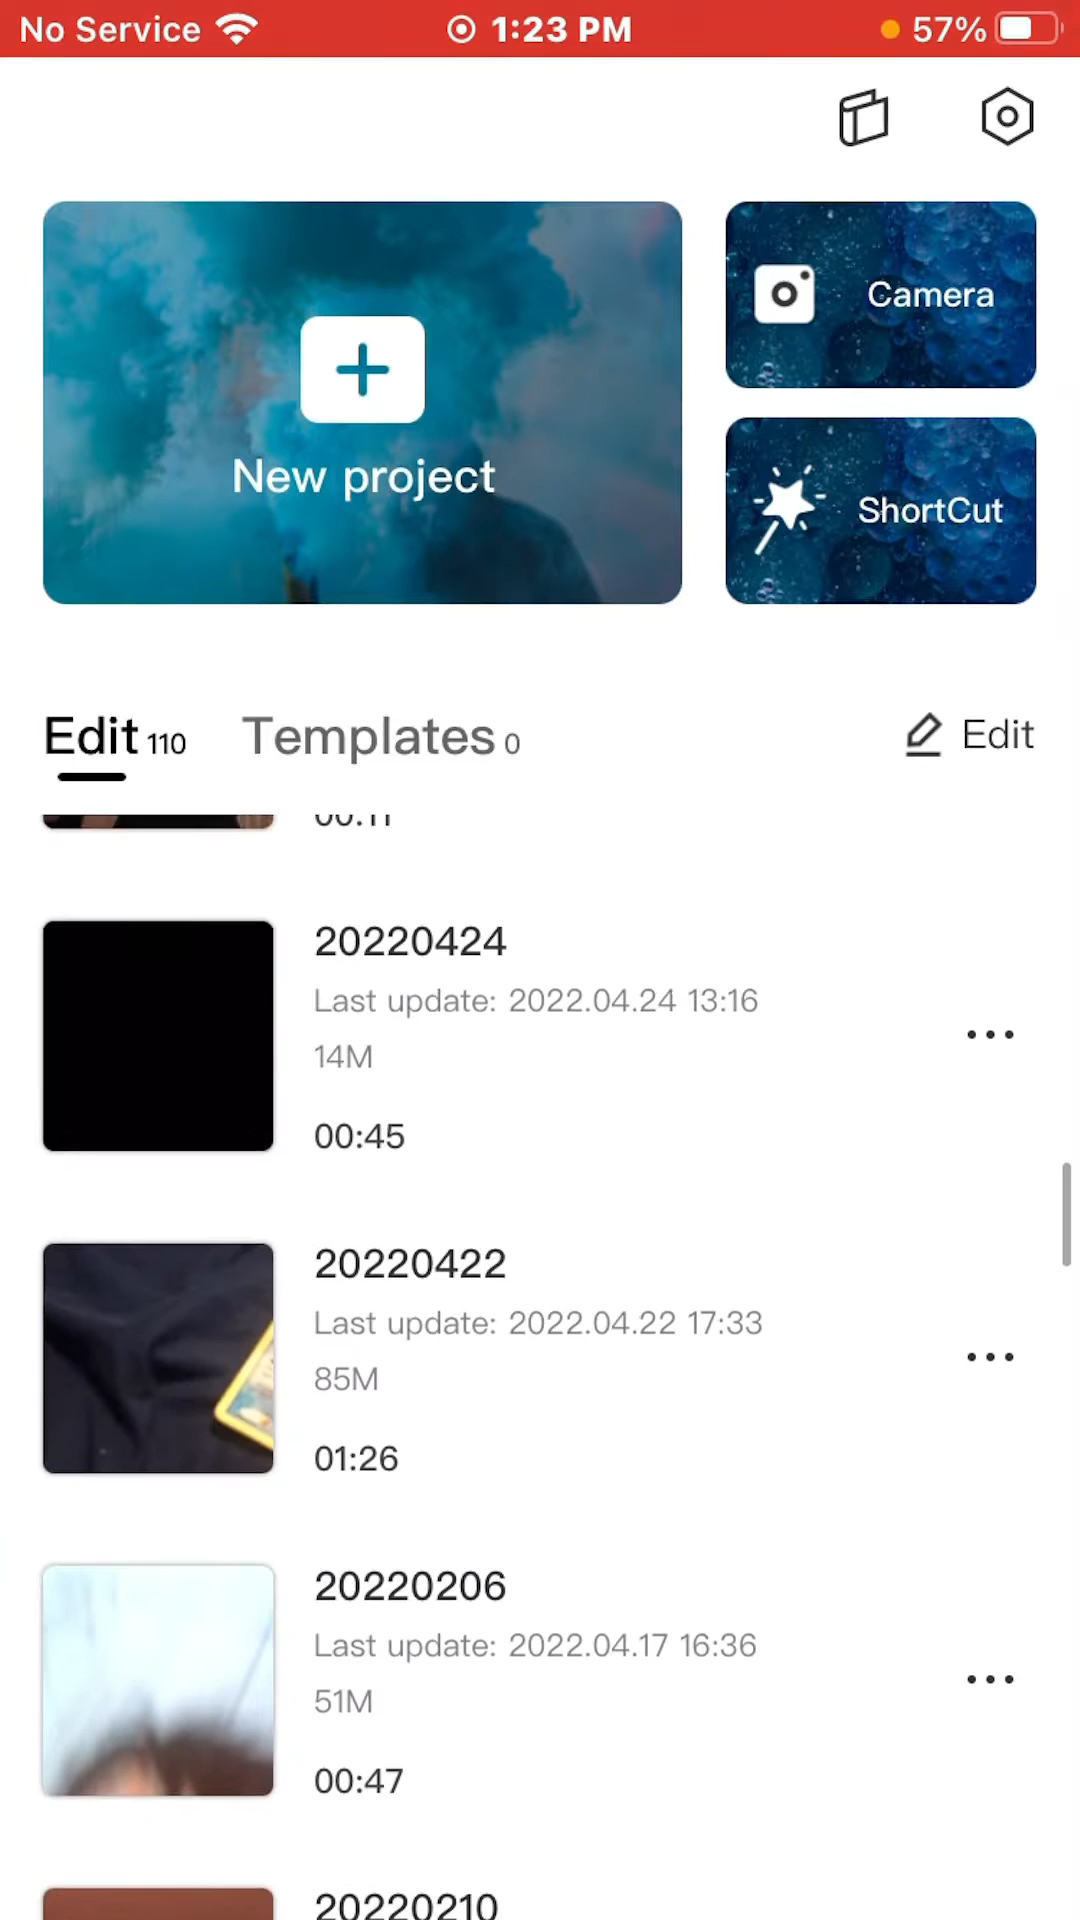 No Service 1:23 PM 57%
New project
Camera
ShortCut
Edit 110 Templates 0 Edit
00:11
20220424
Last update: 2022.04.24 13:16
14M
00:45
20220422
Last update: 2022.04.22 17:33
85M
01:26
20220206
Last update: 2022.04.17 16:36
51M
00:47
20220210